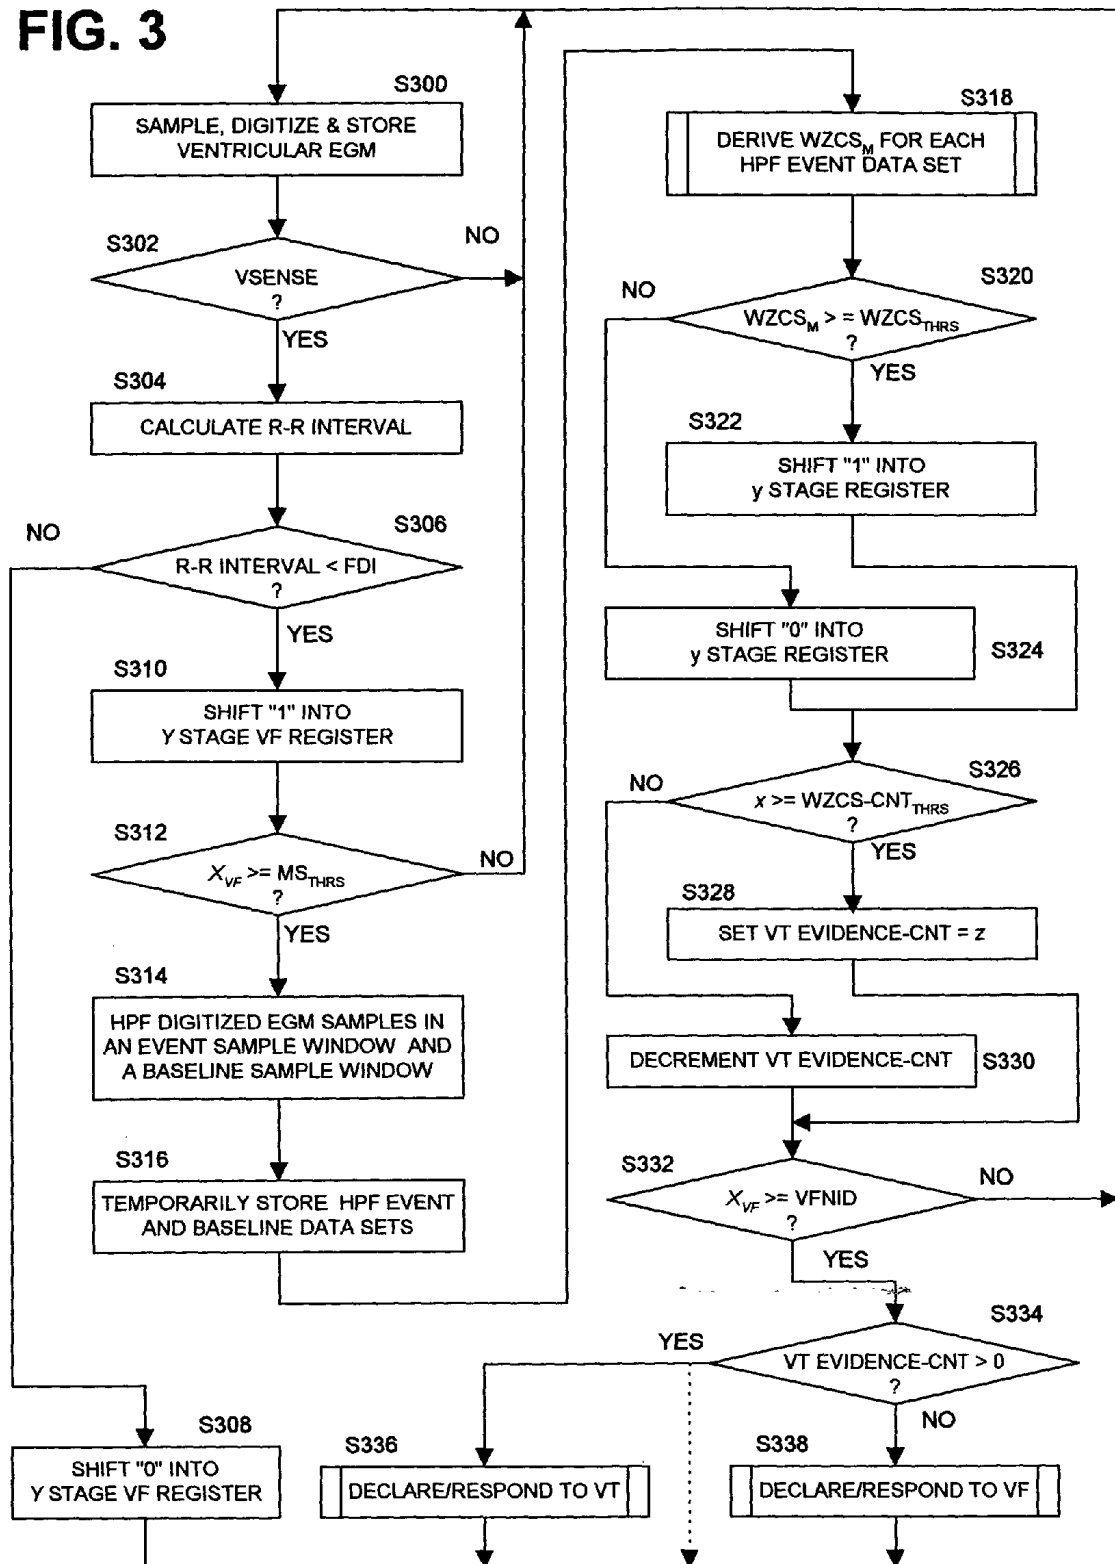 FIG. 3
S300
SAMPLE, DIGITIZE & STORE
VENTRICULAR EGM
S302
NO
VSENSE
?
YES
S304
CALCULATE R-R INTERVAL
NO
S306
R-R INTERVAL < FDI
?
YES
S310
SHIFT "1" INTO
Y STAGE VF REGISTER
S312
X_VF >= MS_THRS
?
NO
YES
S314
HPF DIGITIZED EGM SAMPLES IN
AN EVENT SAMPLE WINDOW AND
A BASELINE SAMPLE WINDOW
S316
TEMPORARILY STORE HPF EVENT
AND BASELINE DATA SETS
S308
SHIFT "0" INTO
Y STAGE VF REGISTER
S318
DERIVE WZCS_M FOR EACH
HPF EVENT DATA SET
S320
NO
WZCS_M >= WZCS_THRS
?
YES
S322
SHIFT "1" INTO
y STAGE REGISTER
SHIFT "0" INTO
y STAGE REGISTER
S324
S326
NO
x >= WZCS-CNT_THRS
?
YES
S328
SET VT EVIDENCE-CNT = z
DECREMENT VT EVIDENCE-CNT
S330
S332
NO
X_VF >= VFNID
?
YES
S334
YES
VT EVIDENCE-CNT > 0
?
NO
S336
DECLARE/RESPOND TO VT
S338
DECLARE/RESPOND TO VF